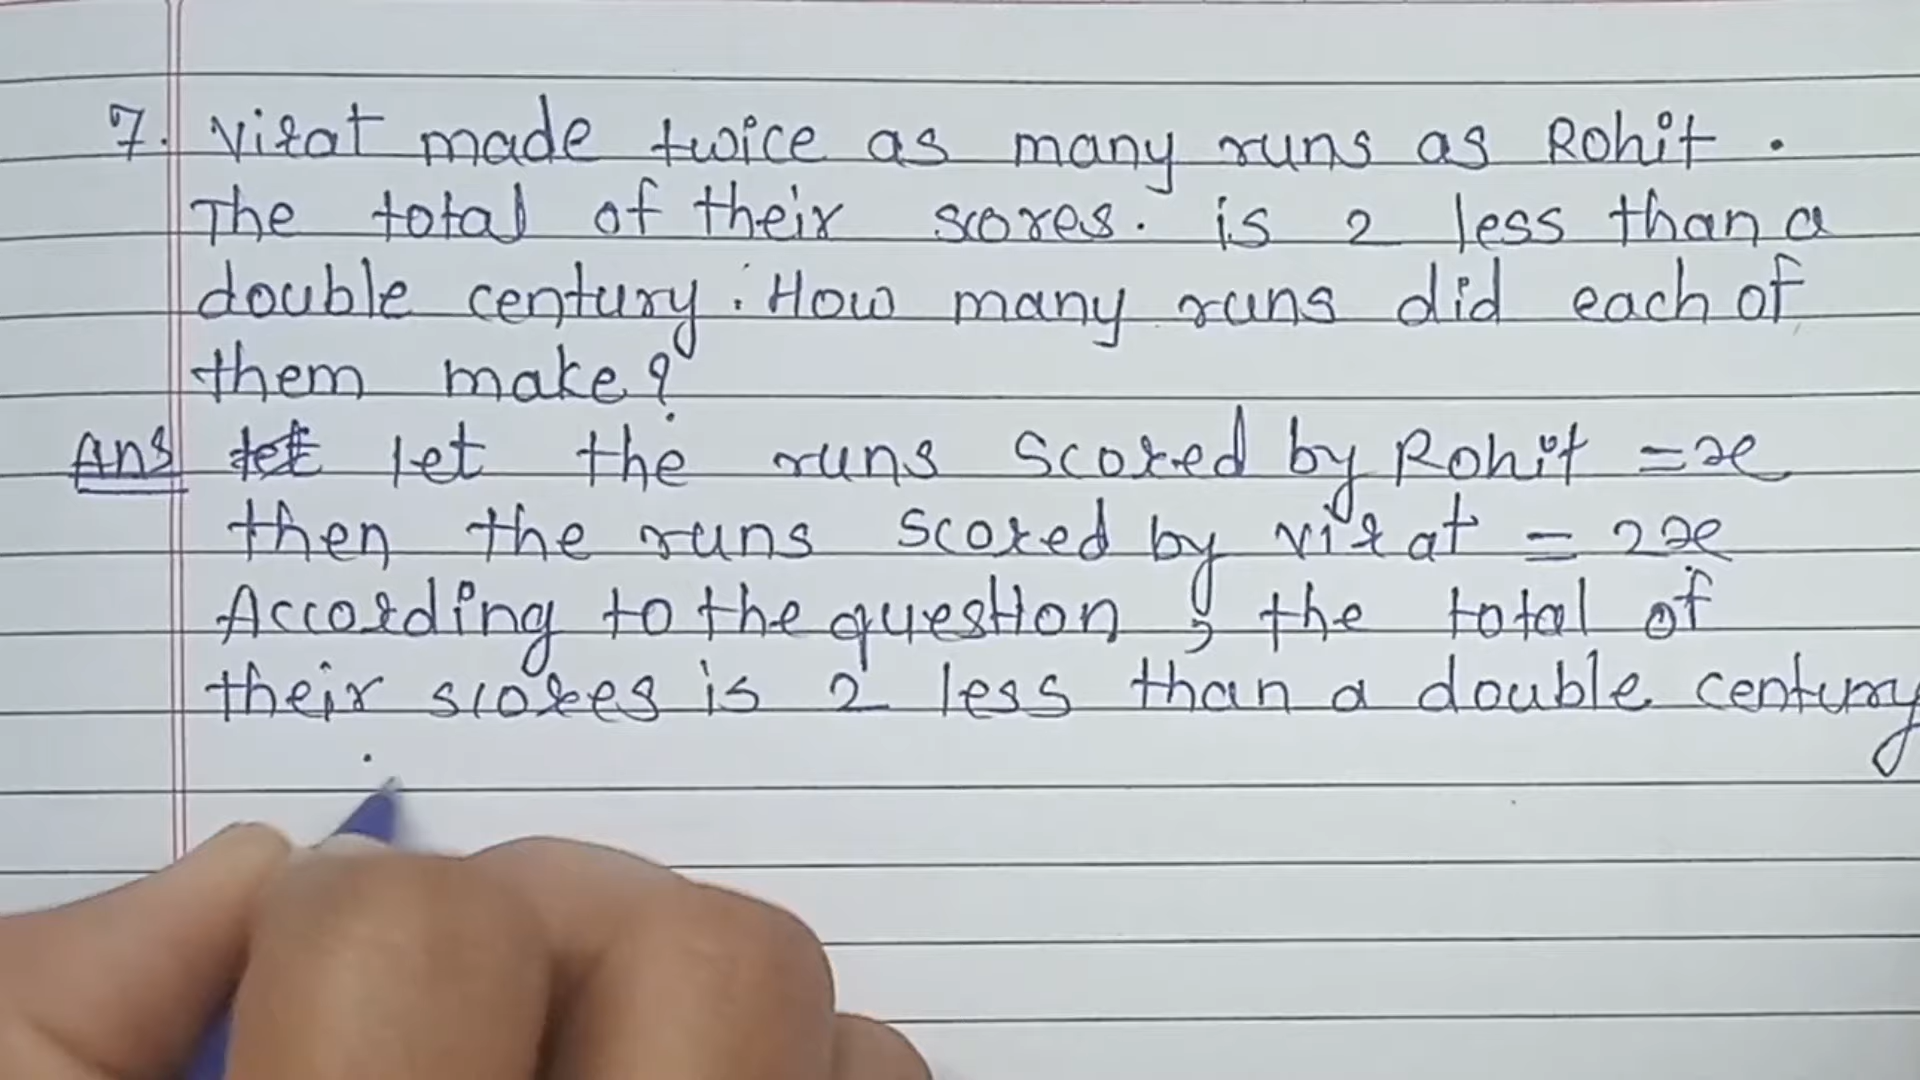 7. Virat made twice as many runs as Rohit .
The total of their scores. is 2 less than a
double century. How many runs did each of
them make?
Ans let let the runs scored by Rohit = x
then the runs scored by virat = 2x
According to the question , the total of
their scores is 2 less than a double century